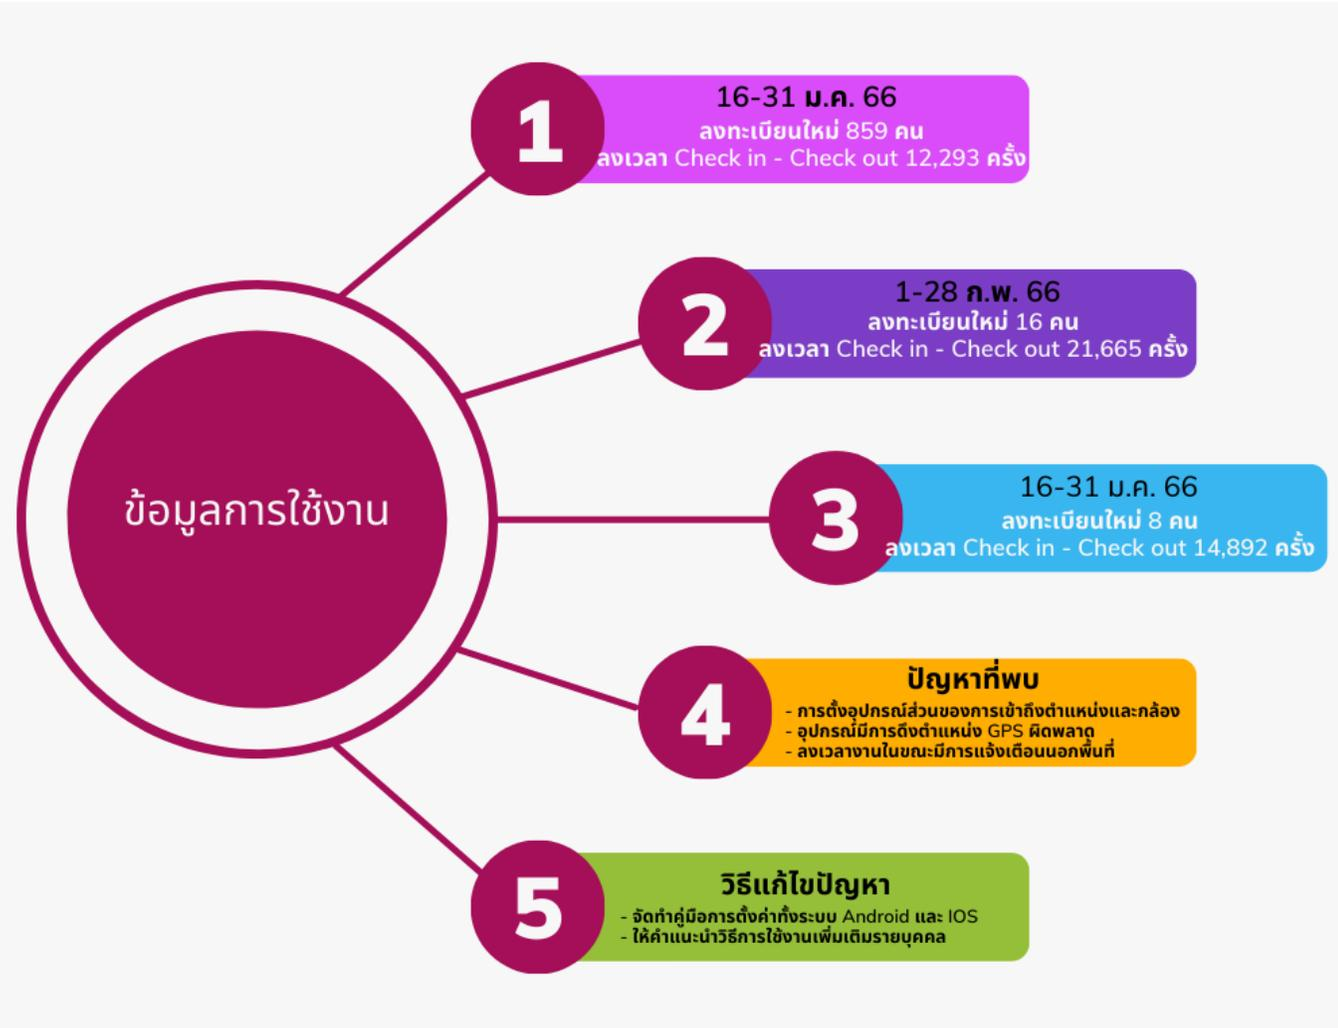 ข้อมูลการใช้งาน
1
16-31 ม.ค. 66
ลงทะเบียนใหม่ 859 คน
ลงเวลา Check in - Check out 12,293 ครั้ง
2
1-28 ก.พ. 66
ลงทะเบียนใหม่ 16 คน
ลงเวลา Check in - Check out 21,665 ครั้ง
3
16-31 ม.ค. 66
ลงทะเบียนใหม่ 8 คน
ลงเวลา Check in - Check out 14,892 ครั้ง
4
ปัญหาที่พบ
- การตั้งอุปกรณ์ส่วนของการเข้าถึงตำแหน่งและกล้อง
- อุปกรณ์มีการดึงตำแหน่ง GPS ผิดพลาด
- ลงเวลางานในขณะมีการแจ้งเตือนนอกพื้นที่
5
วิธีแก้ไขปัญหา
- จัดทำคู่มือการตั้งค่าทั้งระบบ Android และ IOS
- ให้คำแนะนำวิธีการใช้งานเพิ่มเติมรายบุคคล